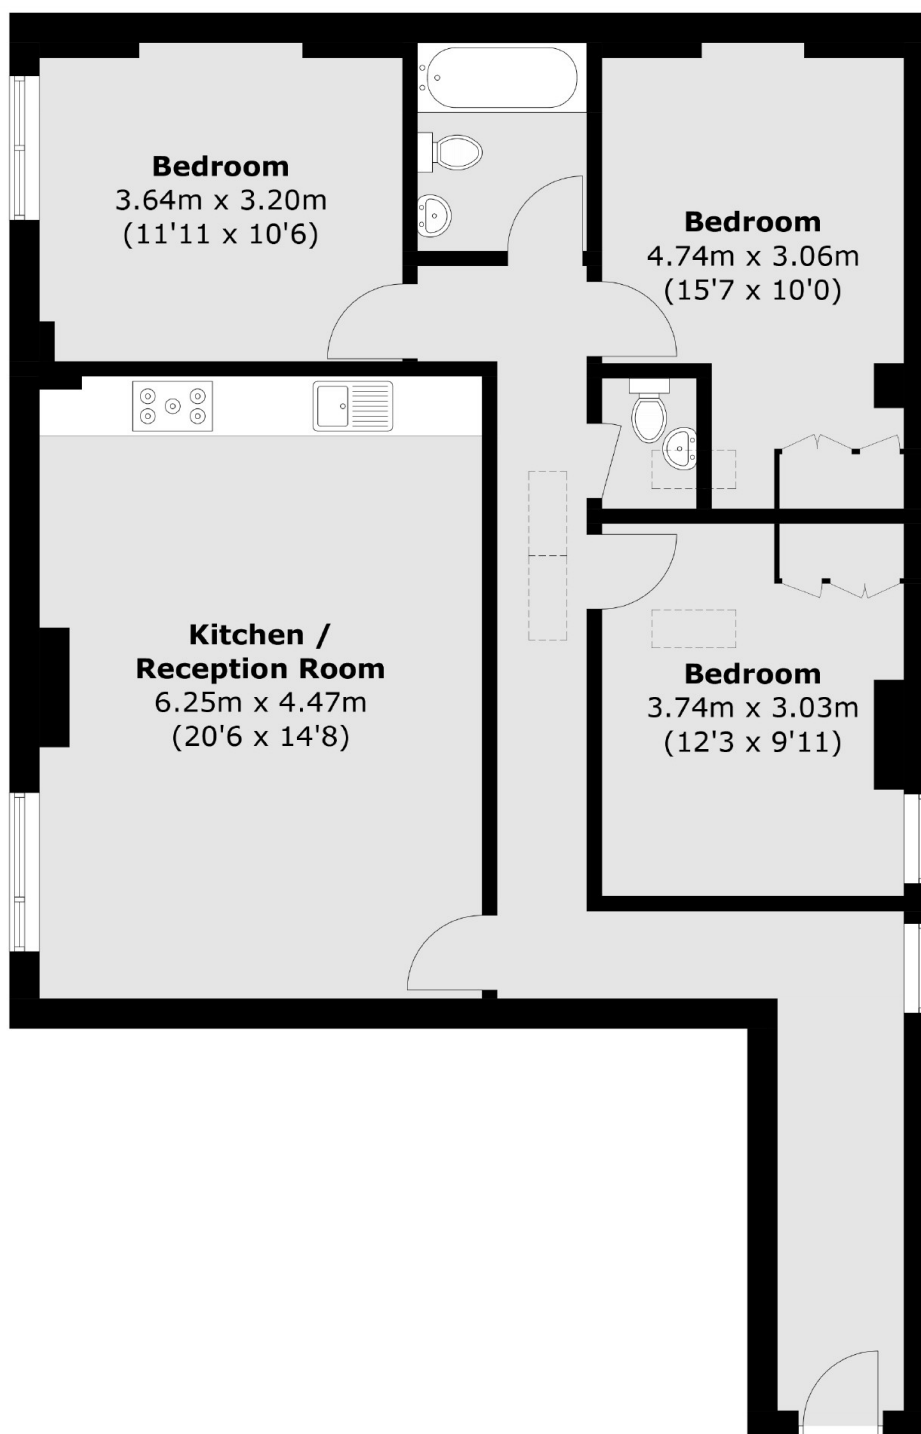 Bedroom
3.64m x 3.20m
(11'11 x 10'6)
Bedroom
4.74m x 3.06m
(15'7 x 10'0)
Kitchen /
Reception Room
6.25m x 4.47m
(20'6 x 14'8)
Bedroom
3.74m x 3.03m
(12'3 x 9'11)